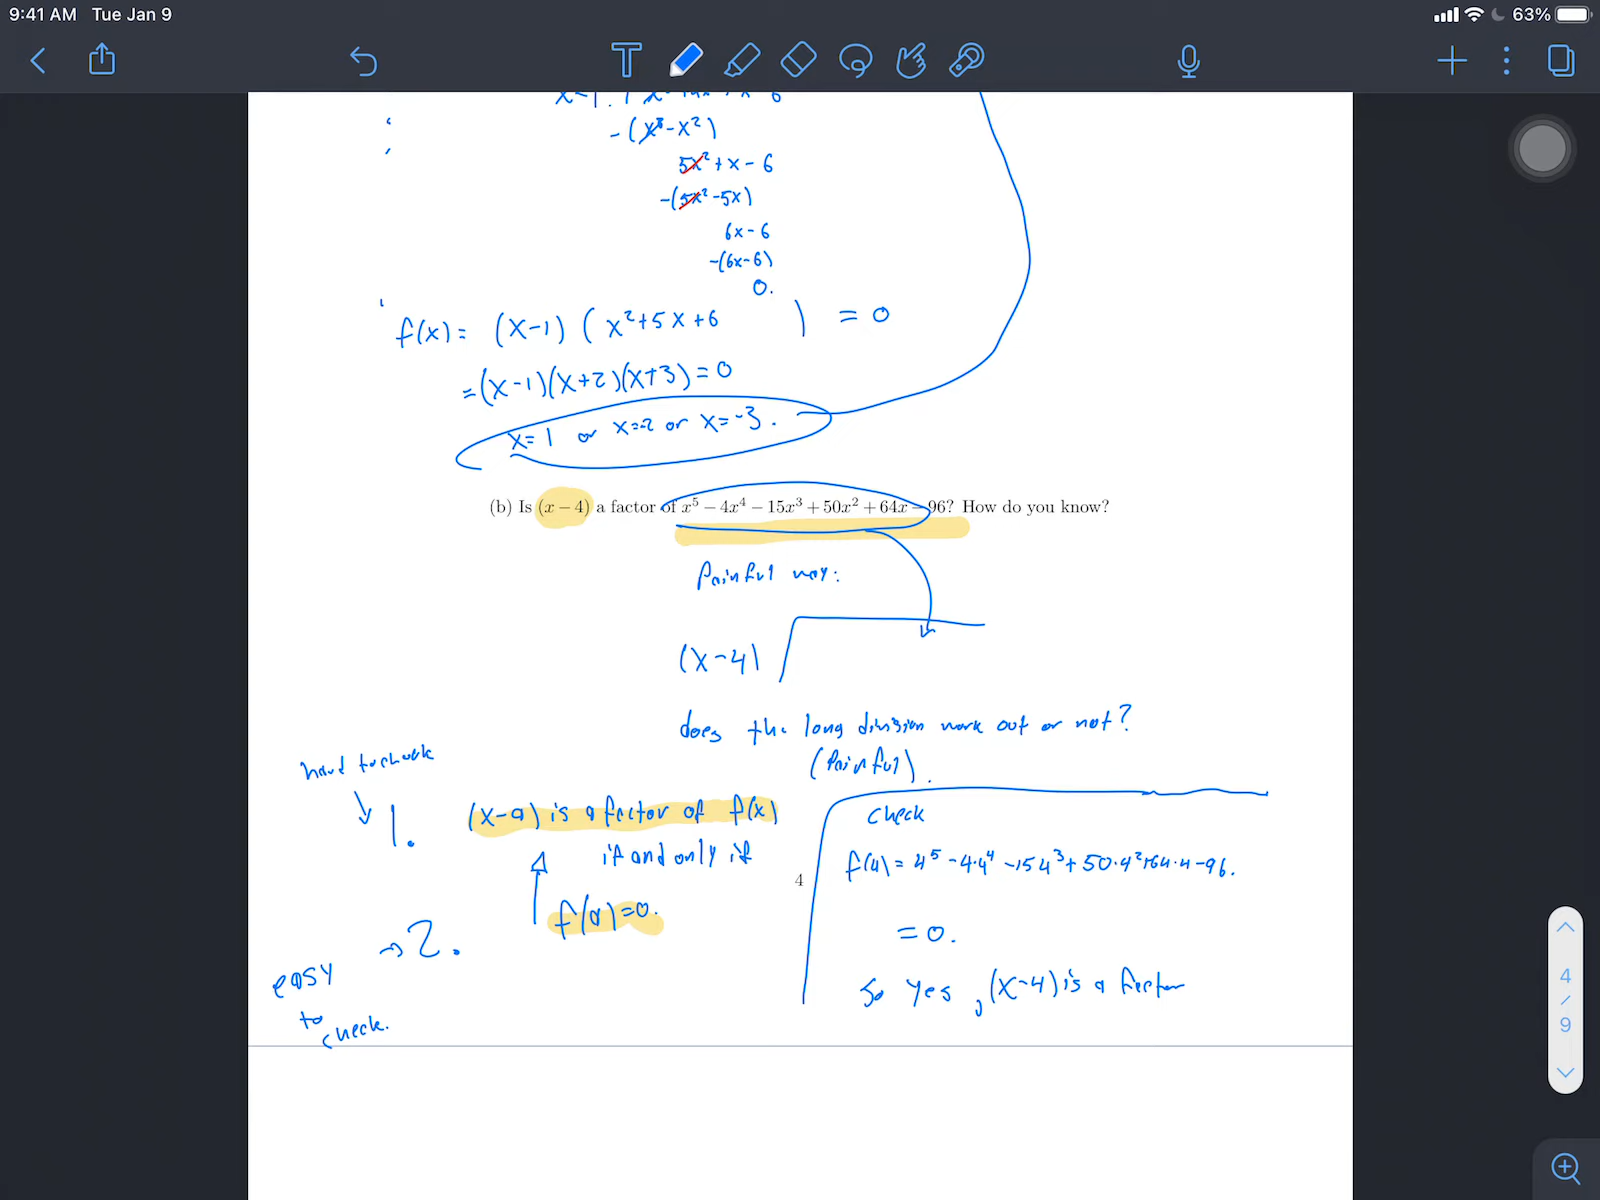 9:41 AM Tue Jan 9
63%
-(x³-x²)
5x²+x-6
-(5x²-5x)
6x-6
-(6x-6)
0.
f(x)= (x-1) ( x²+5x+6 ) = 0
=(x-1)(x+2)(x+3)=0
x=1 or x=-2 or x=-3.
(b) Is (x − 4) a factor of x⁵ − 4x⁴ − 15x³ + 50x² + 64x − 96? How do you know?
Painful way:
(x-4)
does the long division work out or not?
(Painful).
hard to check
1. (x-a) is a factor of f(x)
if and only if
f(a)=0.
→2.
easy
to
check.
check
f(4)= 4⁵-4·4⁴-15 4³+50·4²+64·4-96.
=0.
So yes, (x-4) is a factor
4
4
/
9